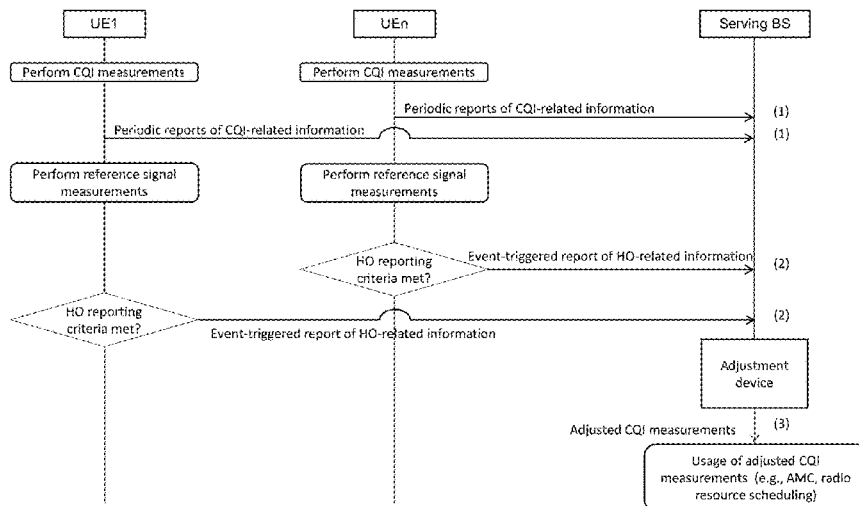 UE1
UEn
Serving BS
Perform CQI measurements
Perform CQI measurements
Periodic reports of CQI-related information
(1)
Periodic reports of CQI-related information
(1)
Perform reference signal
measurements
Perform reference signal
measurements
HO reporting
criteria met?
Event-triggered report of HO-related information
(2)
HO reporting
criteria met?
Event-triggered report of HO-related information
(2)
Adjustment
device
Adjusted CQI measurements
(3)
Usage of adjusted CQI
measurements (e.g., AMC, radio
resource scheduling)